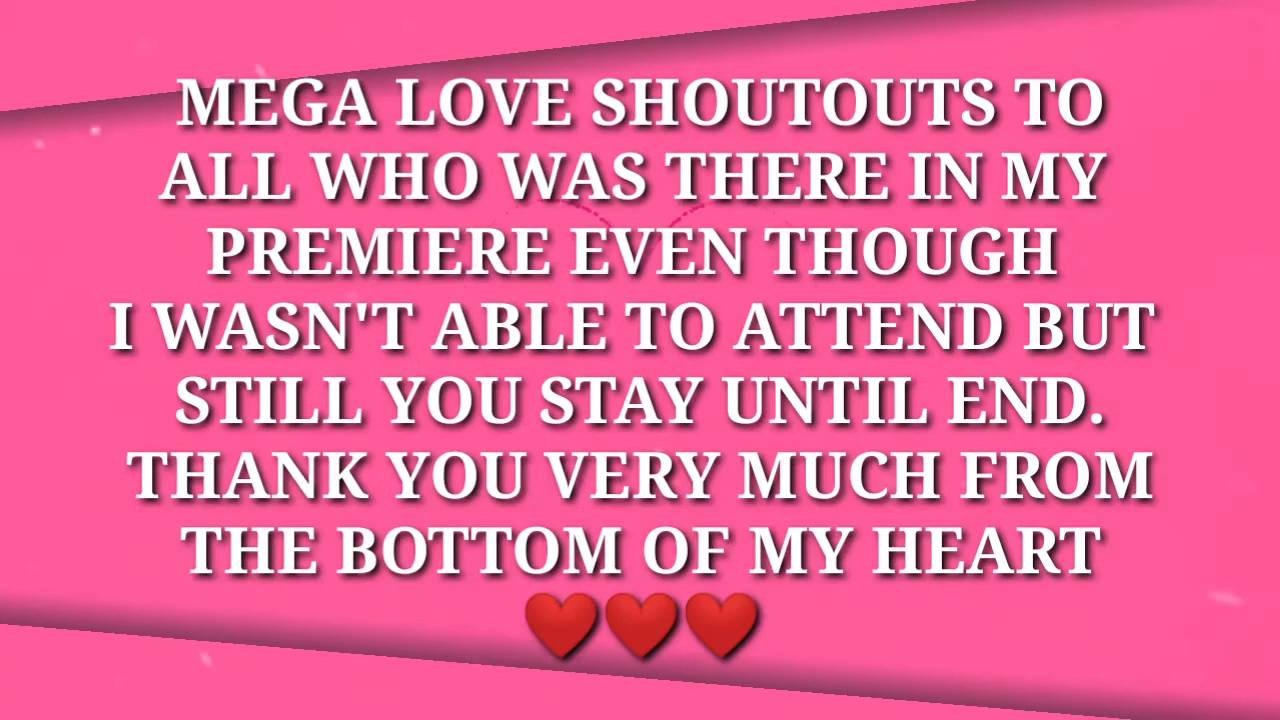 MEGA LOVE SHOUTOUTS TO
ALL WHO WAS THERE IN MY
PREMIERE EVEN THOUGH
I WASN'T ABLE TO ATTEND BUT
STILL YOU STAY UNTIL END.
THANK YOU VERY MUCH FROM
THE BOTTOM OF MY HEART
❤️❤️❤️